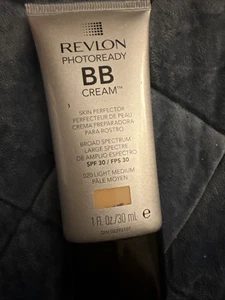 REVLON
PHOTOREADY
BB
CREAM™
SKIN PERFECTOR
PERFECTEUR DE PEAU
CREMA PREPARADORA
PARA ROSTRO
BROAD SPECTRUM
LARGE SPECTRE
DE AMPLIO ESPECTRO
SPF 30 / FPS 30
020 LIGHT MEDIUM
PÂLE MOYEN
1 Fl. Oz./30 mL e